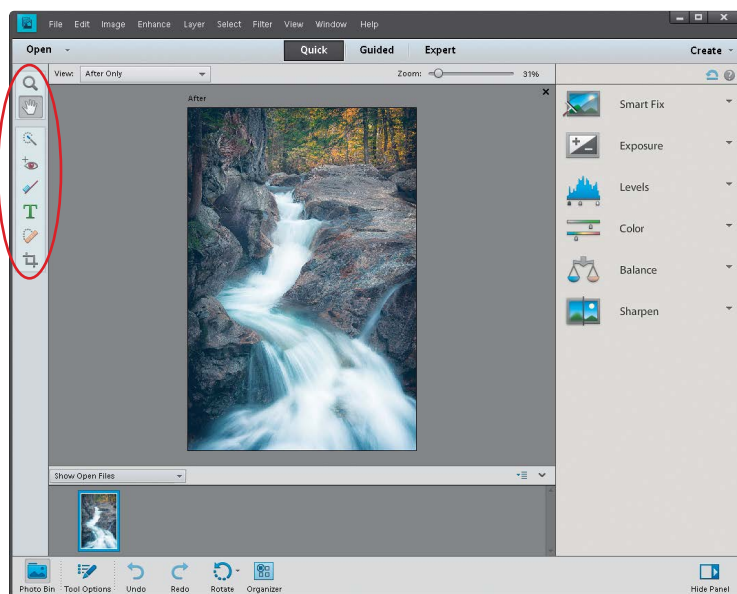 File Edit Image Enhance Layer Select Filter View Window Help
Open Quick Guided Expert Create
View: After Only Zoom: 31%
After
Smart Fix
Exposure
Levels
Color
Balance
Sharpen
T
Show Open Files
Photo Bin Tool Options Undo Redo Rotate Organizer Hide Panel